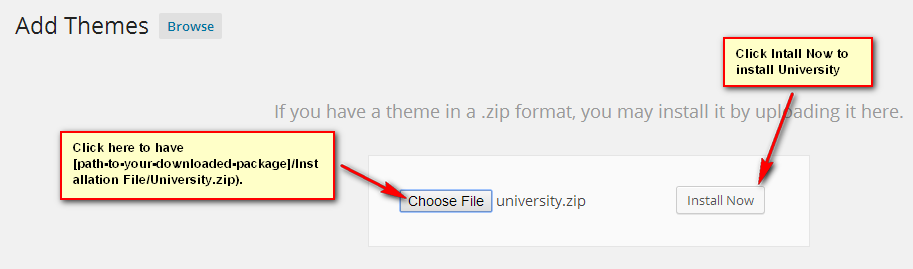 Add Themes Browse
Click Intall Now to
install University
If you have a theme in a .zip format, you may install it by uploading it here.
Click here to have
[path-to-your-downloaded-package]/Inst
allation File/University.zip).
Choose File university.zip Install Now